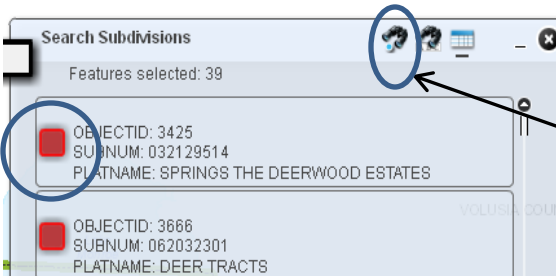 Search Subdivisions
Features selected: 39
OBJECTID: 3425
SUBNUM: 032129514
PLATNAME: SPRINGS THE DEERWOOD ESTATES
VOLUSIA COU
OBJECTID: 3666
SUBNUM: 062032301
PLATNAME: DEER TRACTS